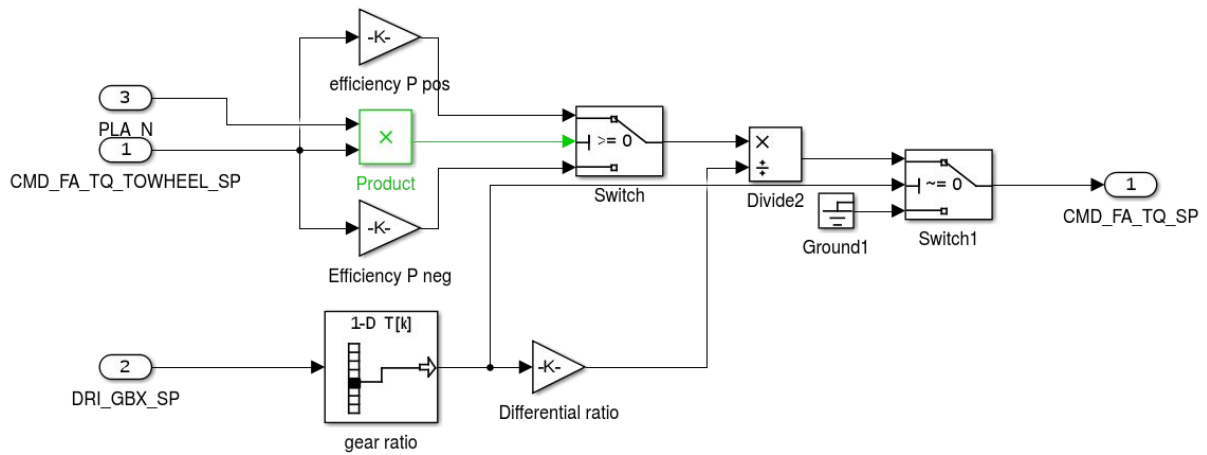 -K-
efficiency P pos
3
PLA_N
1
CMD_FA_TQ_TOWHEEL_SP
×
Product
>= 0
Switch
-K-
Efficiency P neg
×
÷
Divide2
Ground1
~= 0
Switch1
1
CMD_FA_TQ_SP
1-D T[k]
gear ratio
2
DRI_GBX_SP
-K-
Differential ratio